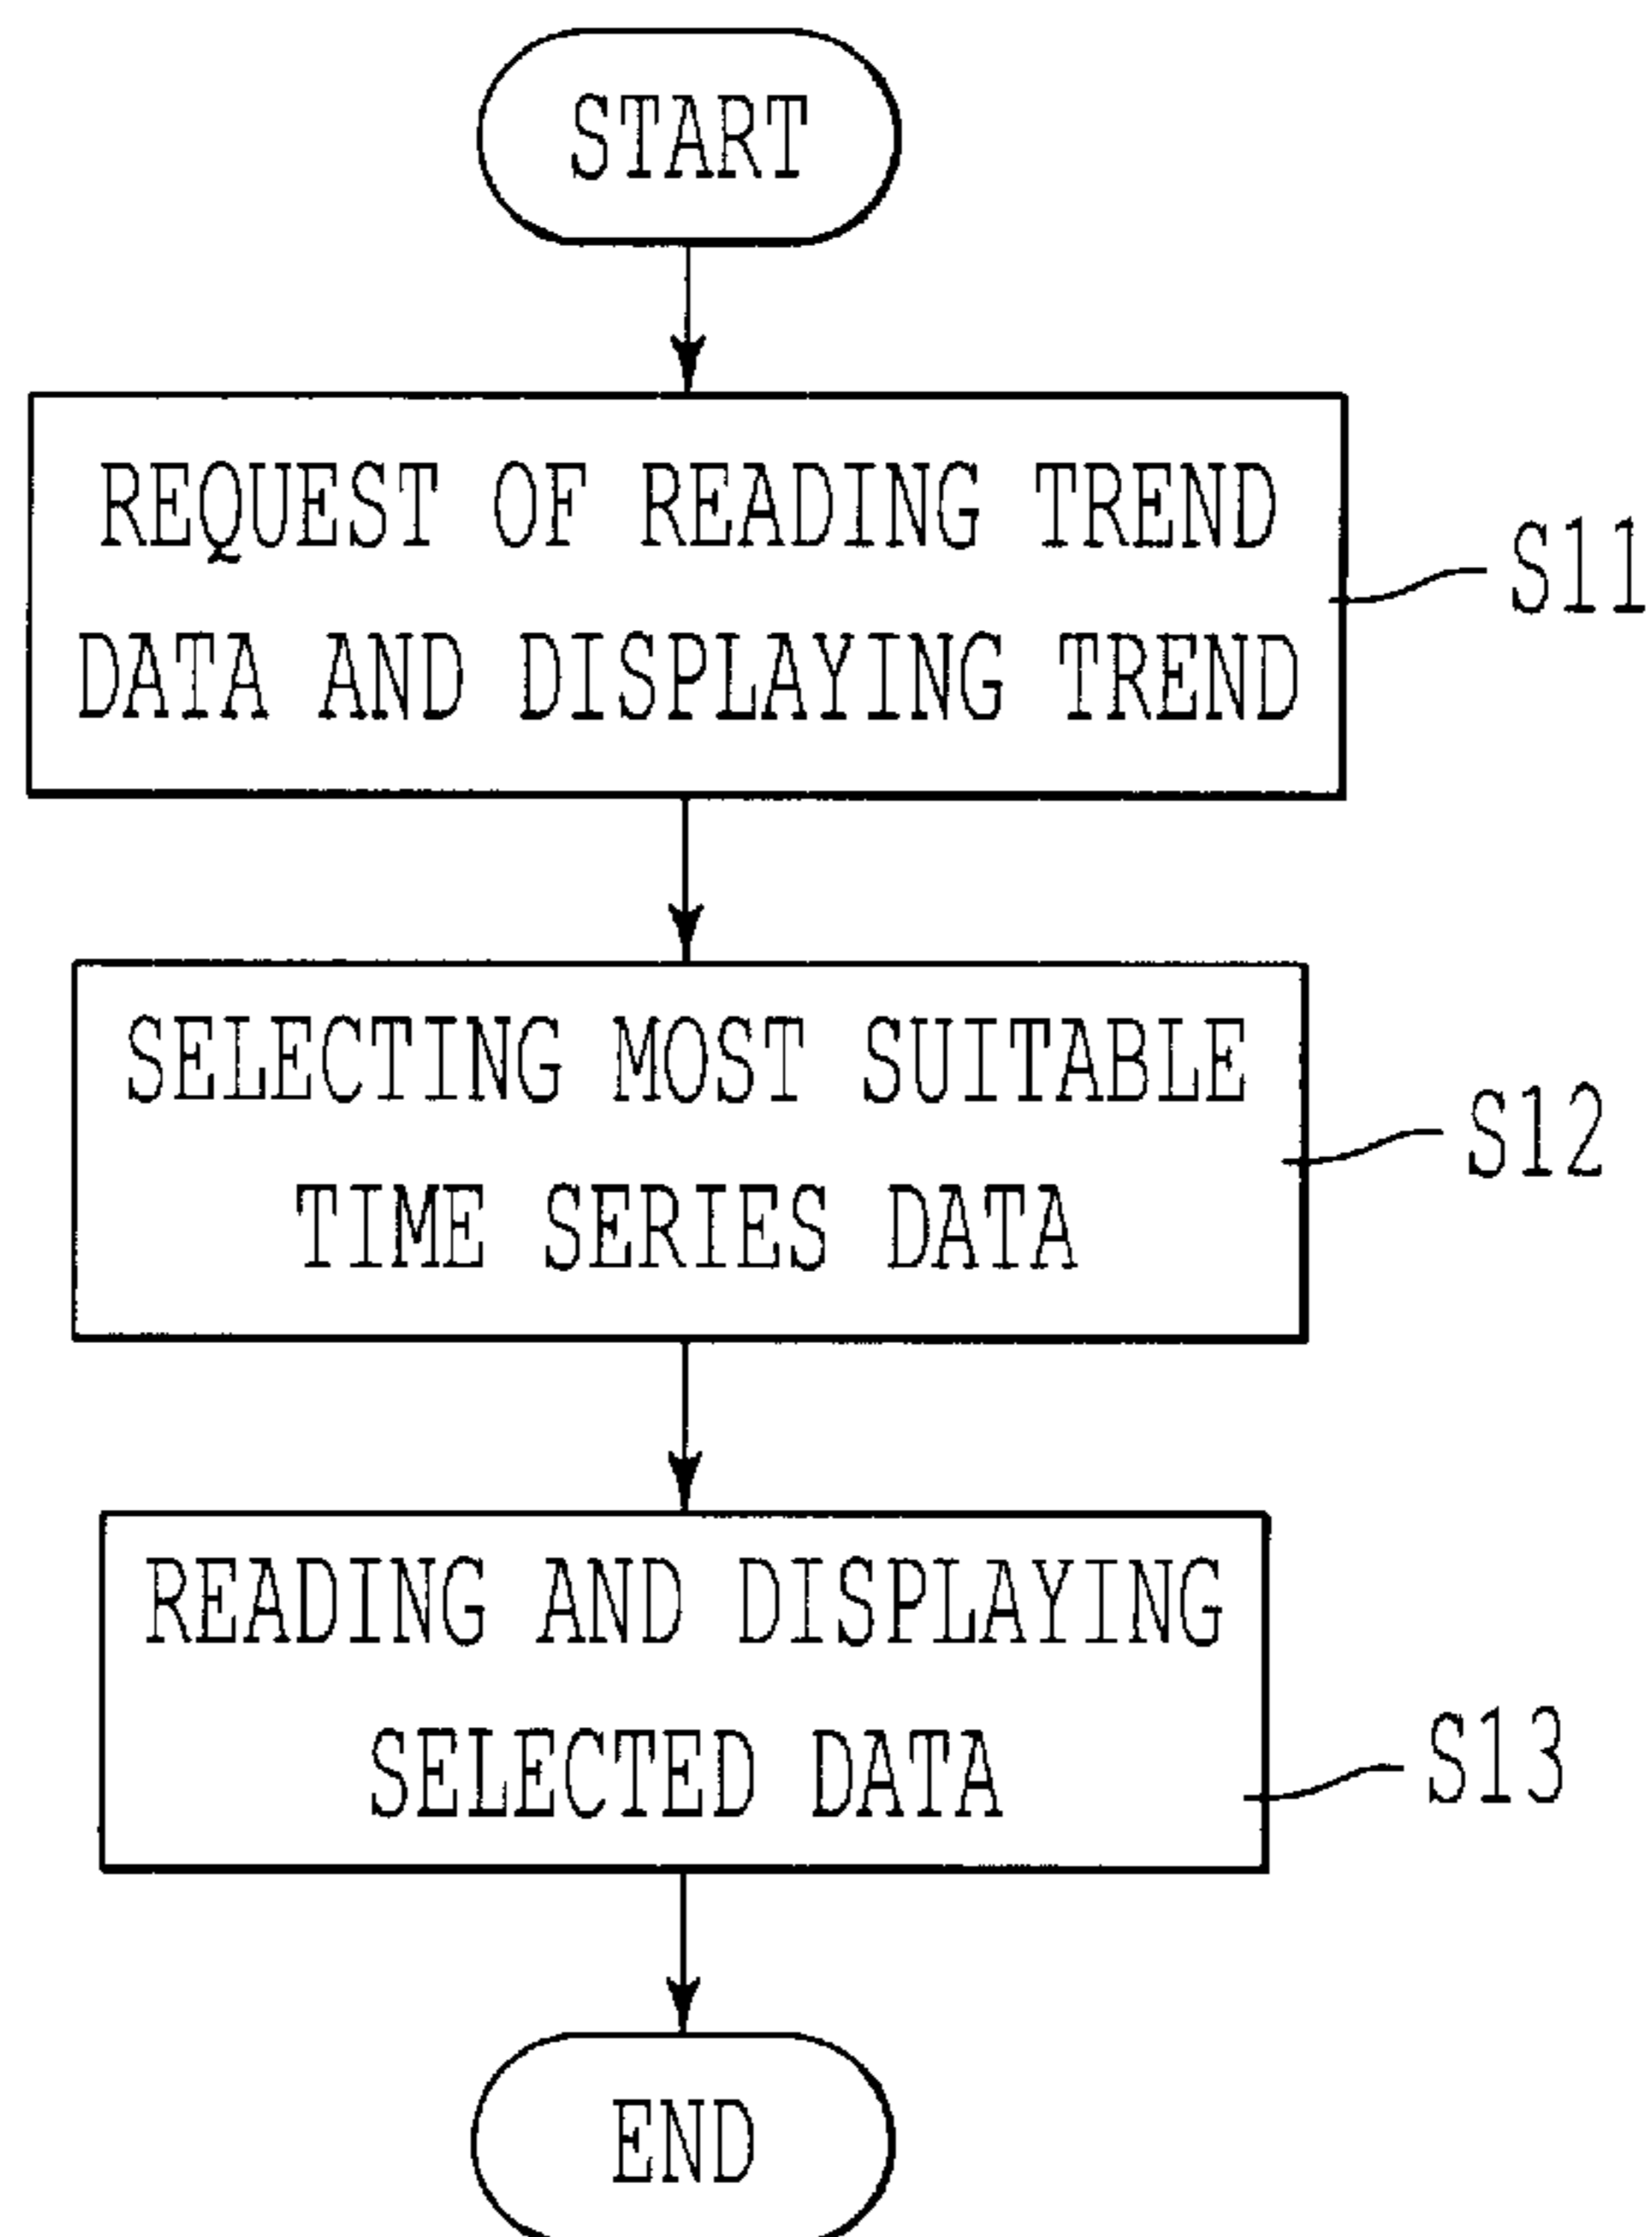 START
REQUEST OF READING TREND
DATA AND DISPLAYING TREND
S11
SELECTING MOST SUITABLE
TIME SERIES DATA
S12
READING AND DISPLAYING
SELECTED DATA
S13
END